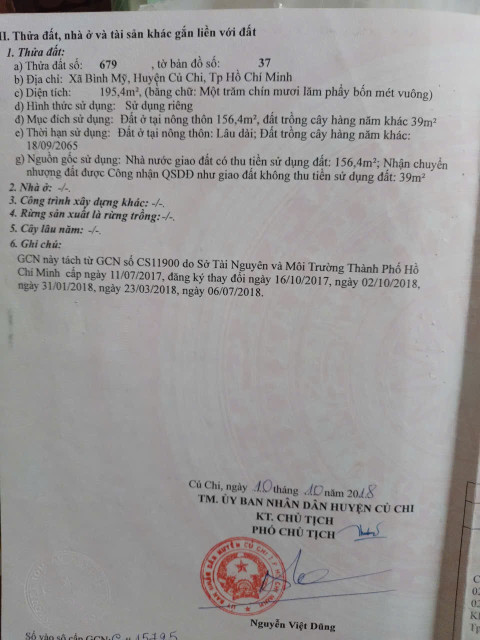 II. Thửa đất, nhà ở và tài sản khác gắn liền với đất
1. Thửa đất:
a) Thửa đất số: 679 , tờ bản đồ số: 37
b) Địa chỉ: Xã Bình Mỹ, Huyện Củ Chi, Tp Hồ Chí Minh
c) Diện tích: 195,4m², (bằng chữ: Một trăm chín mươi lăm phẩy bốn mét vuông)
d) Hình thức sử dụng: Sử dụng riêng
đ) Mục đích sử dụng: Đất ở tại nông thôn 156,4m², đất trồng cây hàng năm khác 39m²
e) Thời hạn sử dụng: Đất ở tại nông thôn: Lâu dài; Đất trồng cây hàng năm khác:
18/09/2065
g) Nguồn gốc sử dụng: Nhà nước giao đất có thu tiền sử dụng đất: 156,4m²; Nhận chuyển
nhượng đất được Công nhận QSDĐ như giao đất không thu tiền sử dụng đất: 39m²
2. Nhà ở: -/-.
3. Công trình xây dựng khác: -/-.
4. Rừng sản xuất là rừng trồng:-/-.
5. Cây lâu năm: -/-.
6. Ghi chú:
GCN này tách từ GCN số CS11900 do Sở Tài Nguyên và Môi Trường Thành Phố Hồ
Chí Minh cấp ngày 11/07/2017, đăng ký thay đổi ngày 16/10/2017, ngày 02/10/2018,
ngày 31/01/2018, ngày 23/03/2018, ngày 06/07/2018.
Củ Chi, ngày 10 tháng 10 năm 2018
TM. ỦY BAN NHÂN DÂN HUYỆN CỦ CHI
KT. CHỦ TỊCH
PHÓ CHỦ TỊCH
Nguyễn Việt Dũng
Số vào sổ cấp GCN: